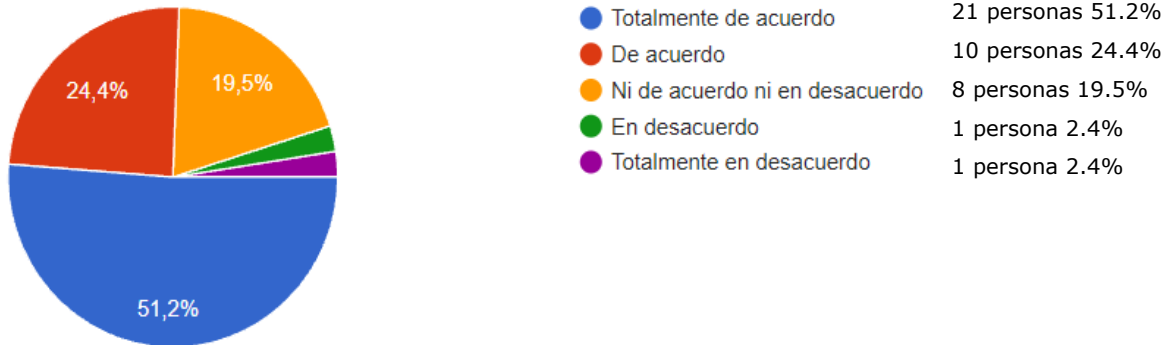 24,4%
19,5%
51,2%
Totalmente de acuerdo 21 personas 51.2%
De acuerdo 10 personas 24.4%
Ni de acuerdo ni en desacuerdo 8 personas 19.5%
En desacuerdo 1 persona 2.4%
Totalmente en desacuerdo 1 persona 2.4%